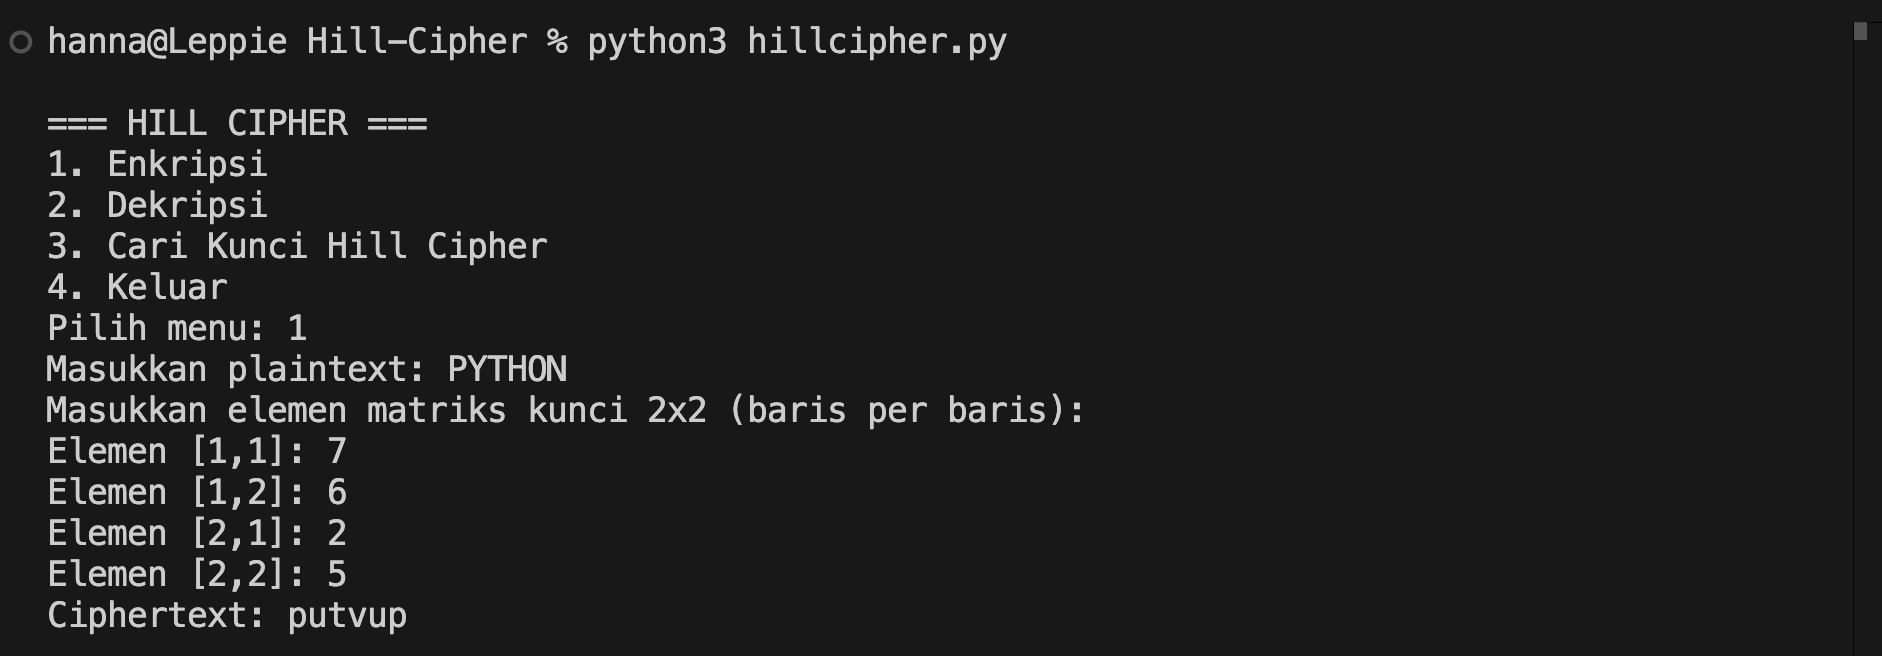 hanna@Leppie Hill-Cipher % python3 hillcipher.py
=== HILL CIPHER ===
1. Enkripsi
2. Dekripsi
3. Cari Kunci Hill Cipher
4. Keluar
Pilih menu: 1
Masukkan plaintext: PYTHON
Masukkan elemen matriks kunci 2x2 (baris per baris):
Elemen [1,1]: 7
Elemen [1,2]: 6
Elemen [2,1]: 2
Elemen [2,2]: 5
Ciphertext: putvup